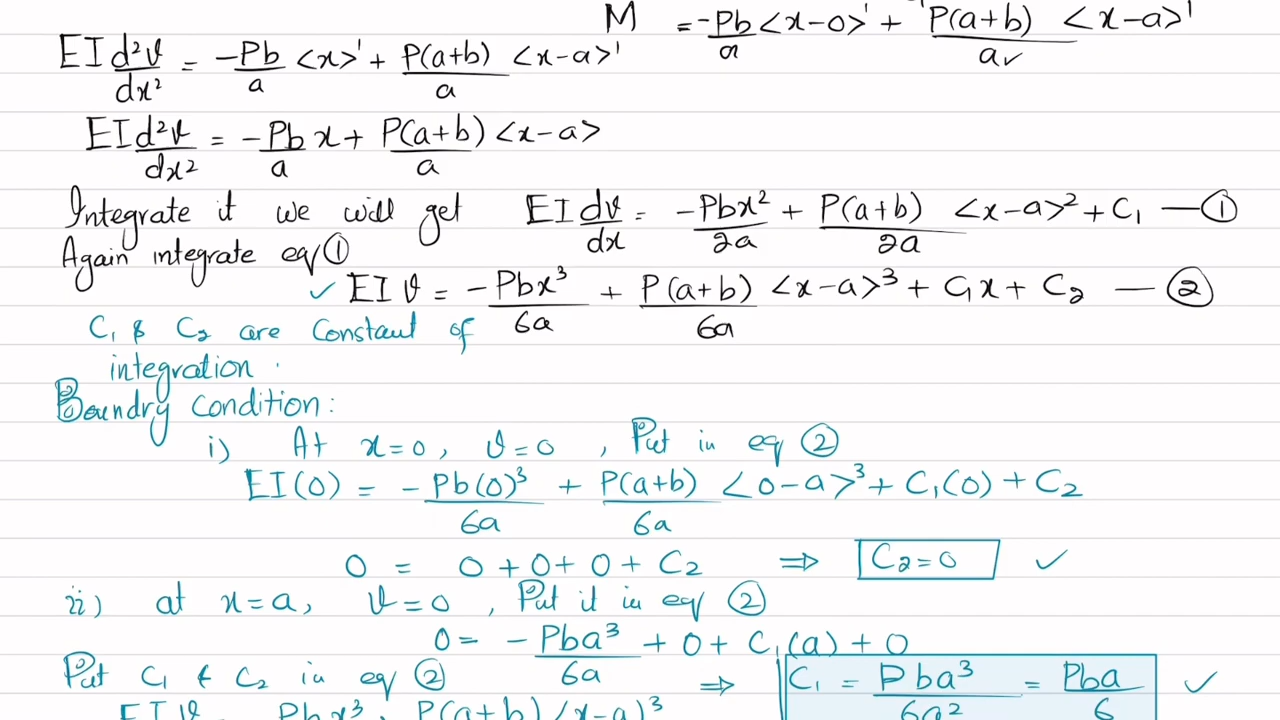 M = -Pb/a <x-0>¹ + P(a+b)/a <x-a>¹
EI d²v/dx² = -Pb/a <x>¹ + P(a+b)/a <x-a>¹
EI d²v/dx² = -Pb/a x + P(a+b)/a <x-a>
Integrate it we will get EI dv/dx = -Pbx²/2a + P(a+b)/2a <x-a>² + C₁ — ①
Again integrate eq ①
✓ EI v = -Pbx³/6a + P(a+b)/6a <x-a>³ + C₁x + C₂ — ②
C₁ & C₂ are Constant of
integration.
Boundry Condition:
i) At x=0, v=0, Put in eq ②
EI(0) = -Pb(0)³/6a + P(a+b)/6a <0-a>³ + C₁(0) + C₂
0 = 0+0+0+C₂ ⇒ C₂=0 ✓
ii) at x=a, v=0, Put it in eq ②
0 = -Pba³/6a + 0 + C₁(a) + 0
Put C₁ & C₂ in eq ② ⇒ C₁ = Pba³/6a² = Pba/6 ✓